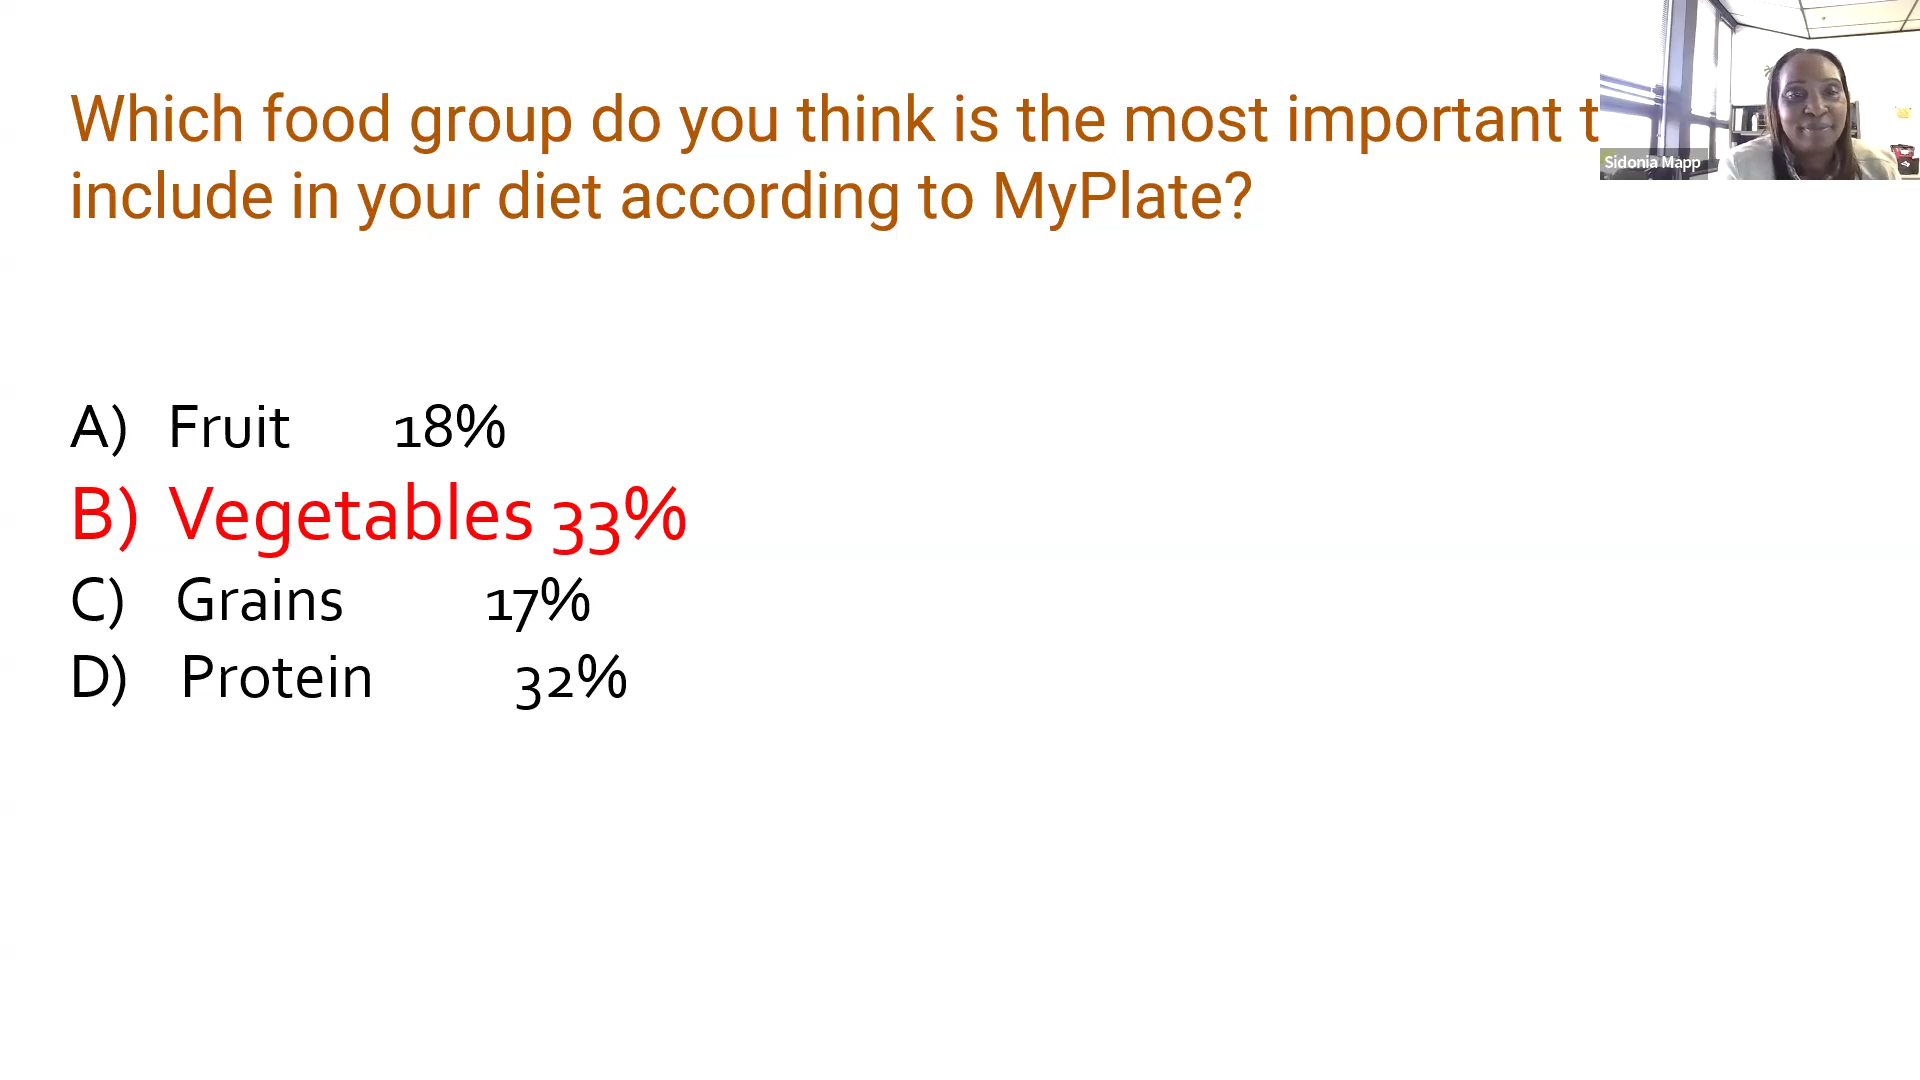 Which food group do you think is the most important t
include in your diet according to MyPlate?
Sidonia Mapp
A) Fruit 18%
B) Vegetables 33%
C) Grains 17%
D) Protein 32%